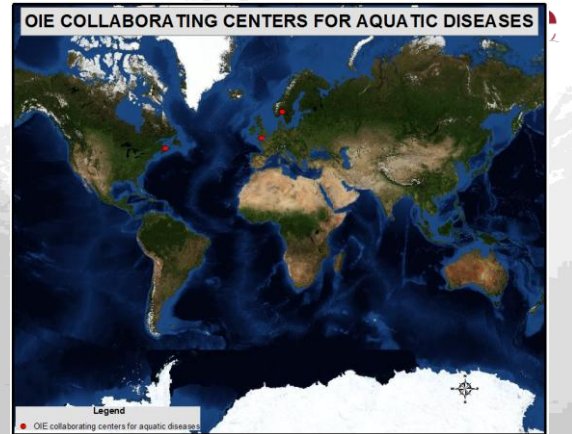 OIE COLLABORATING CENTERS FOR AQUATIC DISEASES
Legend
OIE collaborating centers for aquatic diseases